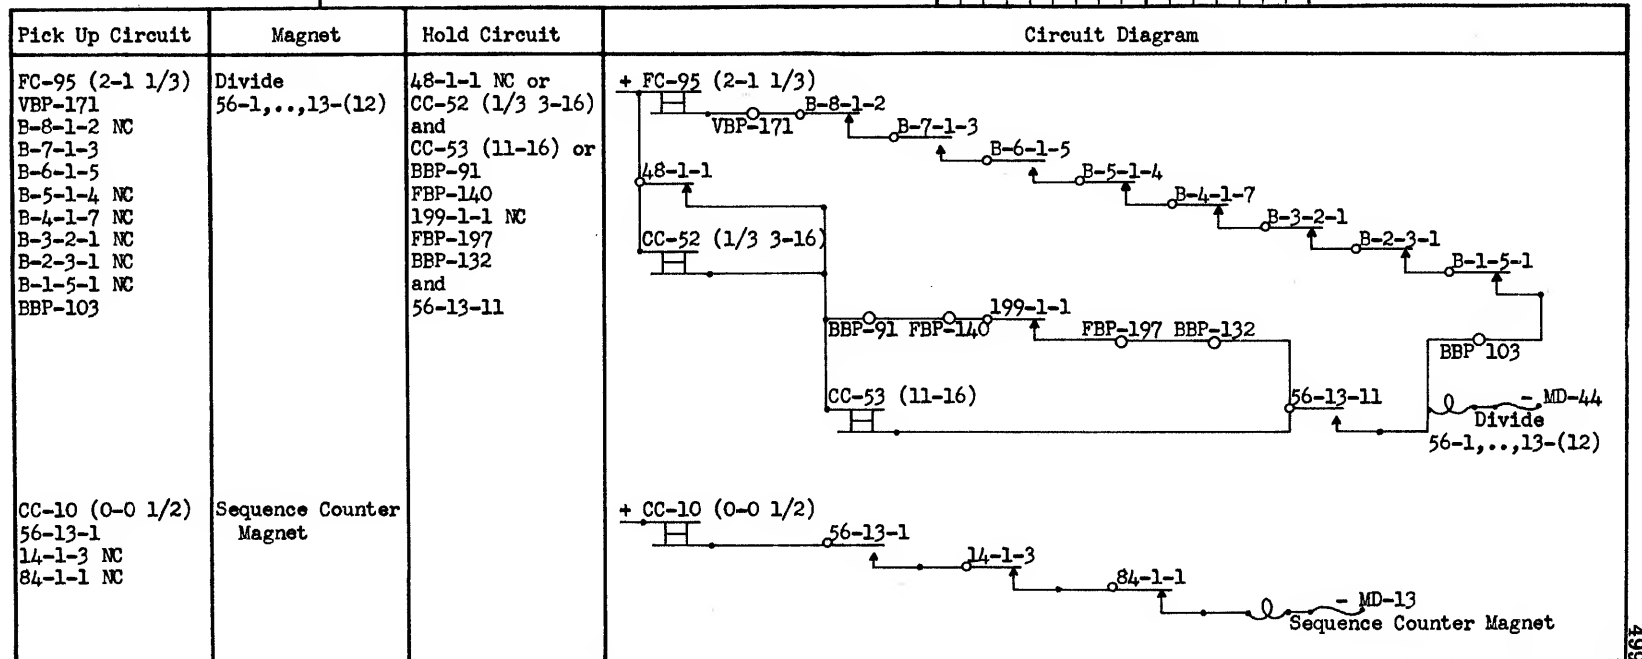 Pick Up Circuit Magnet Hold Circuit Circuit Diagram
FC-95 (2-1 1/3)
VBP-171
B-8-1-2 NC
B-7-1-3
B-6-1-5
B-5-1-4 NC
B-4-1-7 NC
B-3-2-1 NC
B-2-3-1 NC
B-1-5-1 NC
BBP-103
Divide
56-1,..,13-(12)
48-1-1 NC or
CC-52 (1/3 3-16)
and
CC-53 (11-16) or
BBP-91
FBP-140
199-1-1 NC
FBP-197
BBP-132
and
56-13-11
+ FC-95 (2-1 1/3)
VBP-171
B-8-1-2
B-7-1-3
B-6-1-5
B-5-1-4
B-4-1-7
B-3-2-1
B-2-3-1
B-1-5-1
48-1-1
CC-52 (1/3 3-16)
BBP-91 FBP-140
199-1-1
FBP-197 BBP-132
BBP 103
CC-53 (11-16)
56-13-11
- MD-44
Divide
56-1,..,13-(12)
CC-10 (0-0 1/2)
56-13-1
14-1-3 NC
84-1-1 NC
Sequence Counter
Magnet
+ CC-10 (0-0 1/2)
56-13-1
14-1-3
84-1-1
- MD-13
Sequence Counter Magnet
499